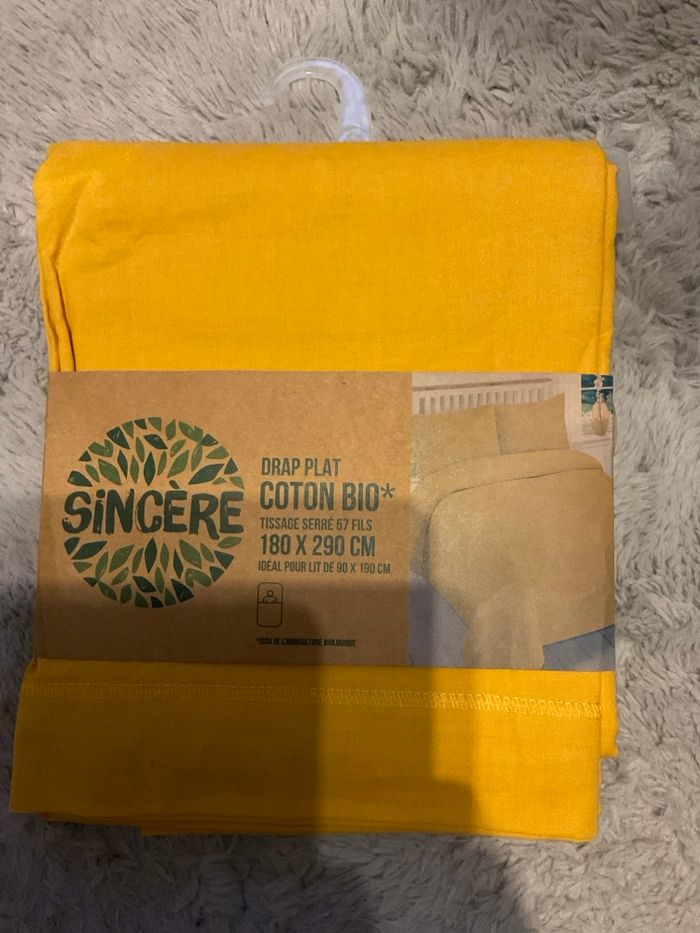 SiNCÈRE
DRAP PLAT
COTON BIO*
TISSAGE SERRÉ 57 FILS
180 X 290 CM
IDÉAL POUR LIT DE 90 X 190 CM
*ISSU DE L'AGRICULTURE BIOLOGIQUE